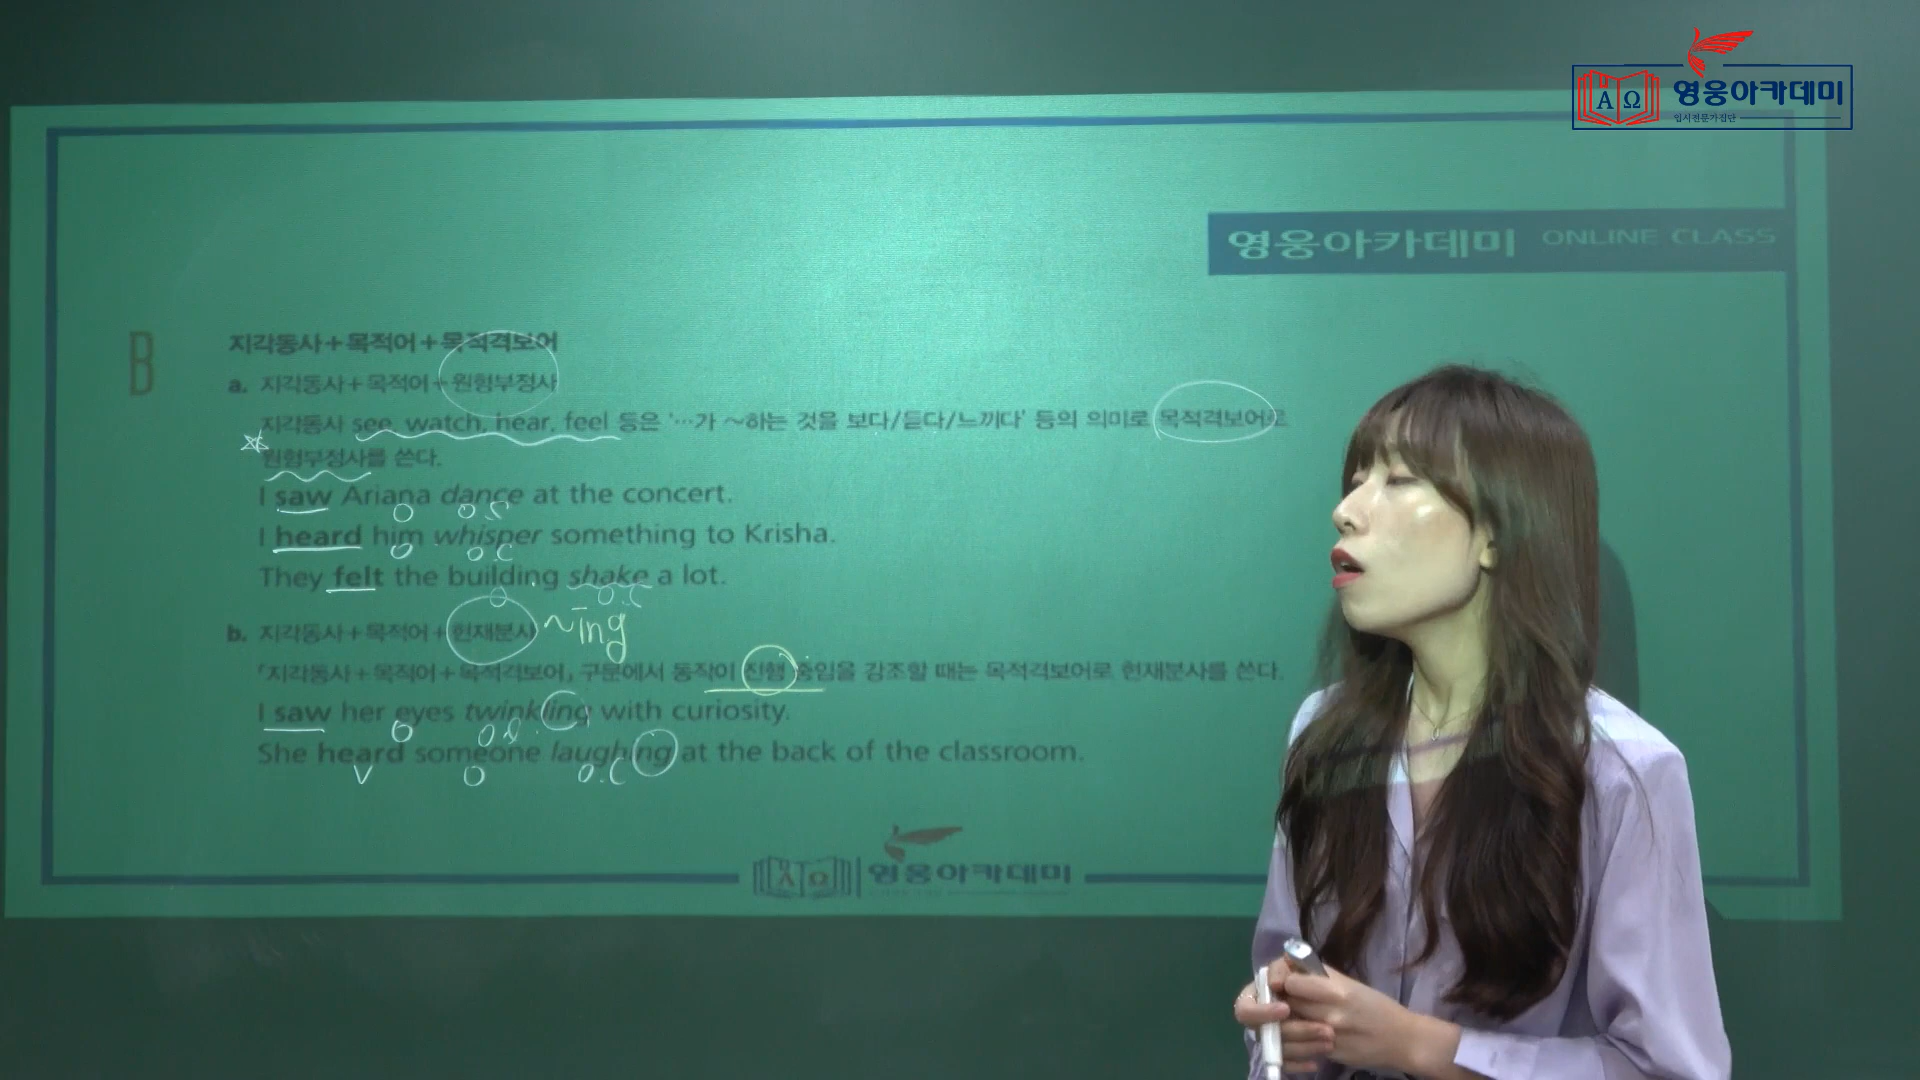 영웅아카데미
ΑΩ
입시전문가집단
영웅아카데미 ONLINE CLASS
B 지각동사+목적어+목적격보어
a. 지각동사+목적어+원형부정사
지각동사 see, watch, hear, feel 등은 '…가 ~하는 것을 보다/듣다/느끼다' 등의 의미로 목적격보어로
원형부정사를 쓴다.
I saw Ariana dance at the concert.
O O.C
I heard him whisper something to Krisha.
O O.C
They felt the building shake a lot.
O O.C
b. 지각동사+목적어+현재분사 ~ing
「지각동사+목적어+목적격보어」 구문에서 동작이 진행 중임을 강조할 때는 목적격보어로 현재분사를 쓴다.
I saw her eyes twinkling with curiosity.
O
She heard someone laughing at the back of the classroom.
V O O.C
ΑΩ 영웅아카데미